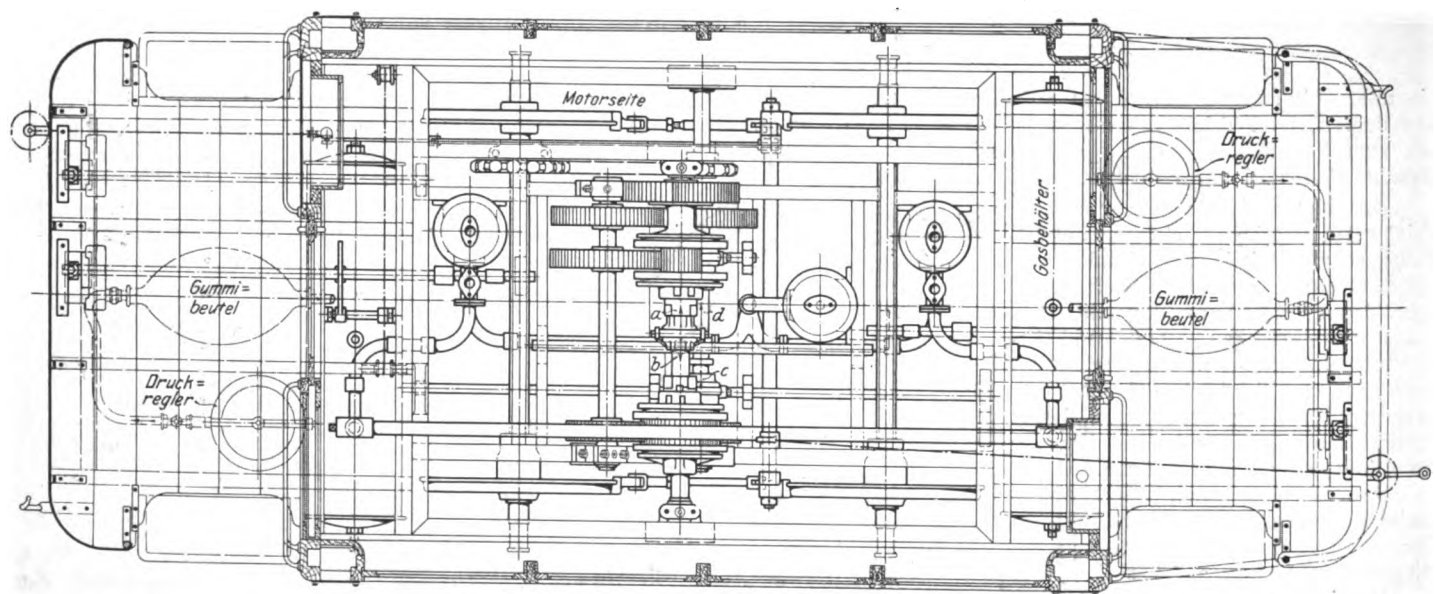 Motorseite
Druck=
regler
Gasbehälter
Gummi=
beutel
Gummi=
beutel
a
d
b
c
Druck=
regler